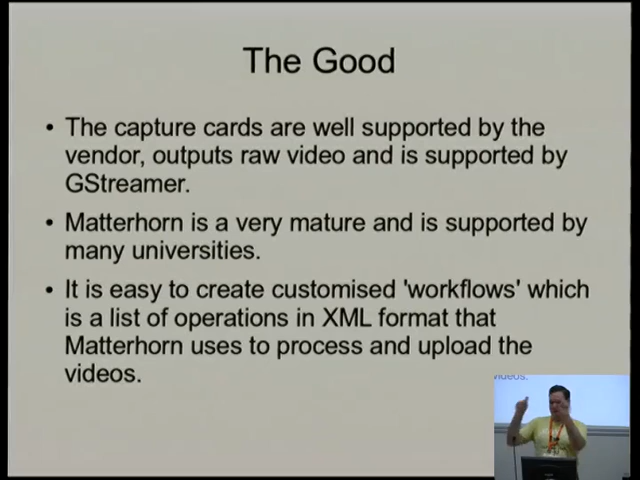 The Good
• The capture cards are well supported by the
vendor, outputs raw video and is supported by
GStreamer.
• Matterhorn is a very mature and is supported by
many universities.
• It is easy to create customised 'workflows' which
is a list of operations in XML format that
Matterhorn uses to process and upload the
videos.
videos.